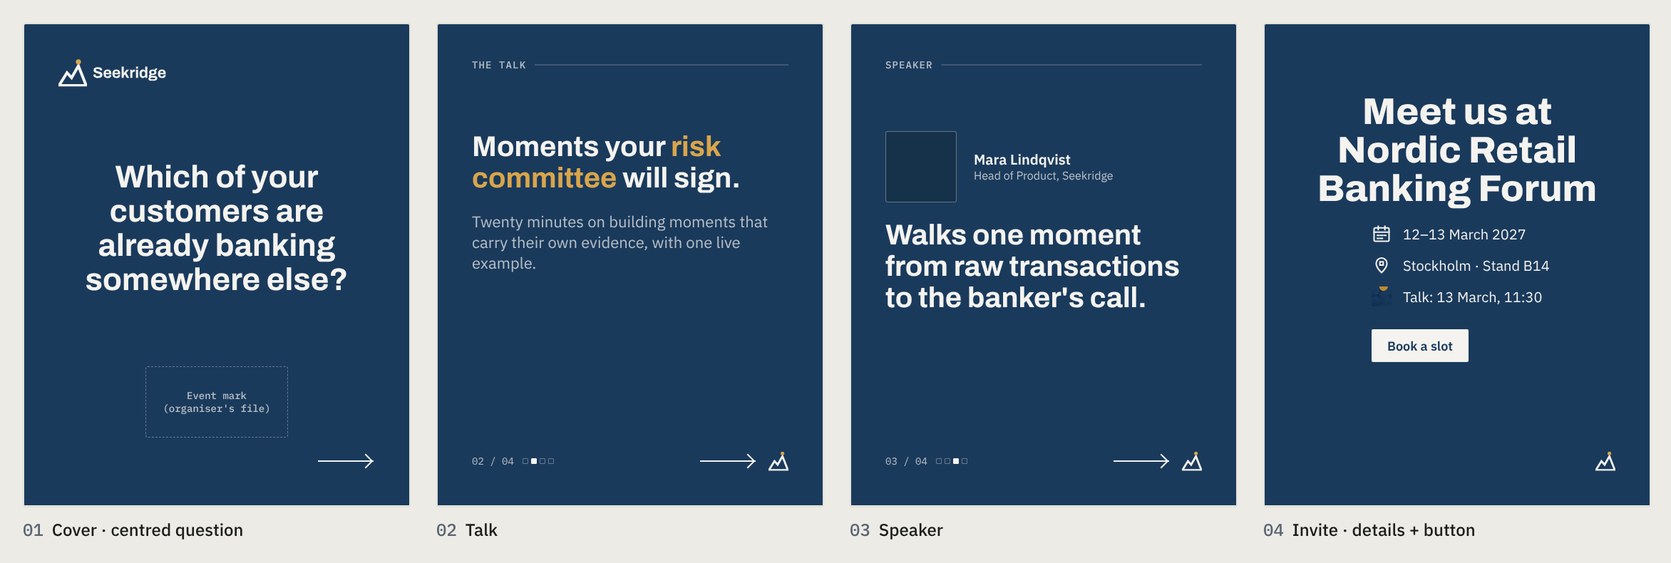 Seekridge
Which of your
customers are
already banking
somewhere else?
Event mark
(organiser's file)
01 Cover · centred question
THE TALK
Moments your risk
committee will sign.
Twenty minutes on building moments that
carry their own evidence, with one live
example.
02 / 04
02 Talk
SPEAKER
Mara Lindqvist
Head of Product, Seekridge
Walks one moment
from raw transactions
to the banker's call.
03 / 04
03 Speaker
Meet us at
Nordic Retail
Banking Forum
12–13 March 2027
Stockholm · Stand B14
Talk: 13 March, 11:30
Book a slot
04 Invite · details + button